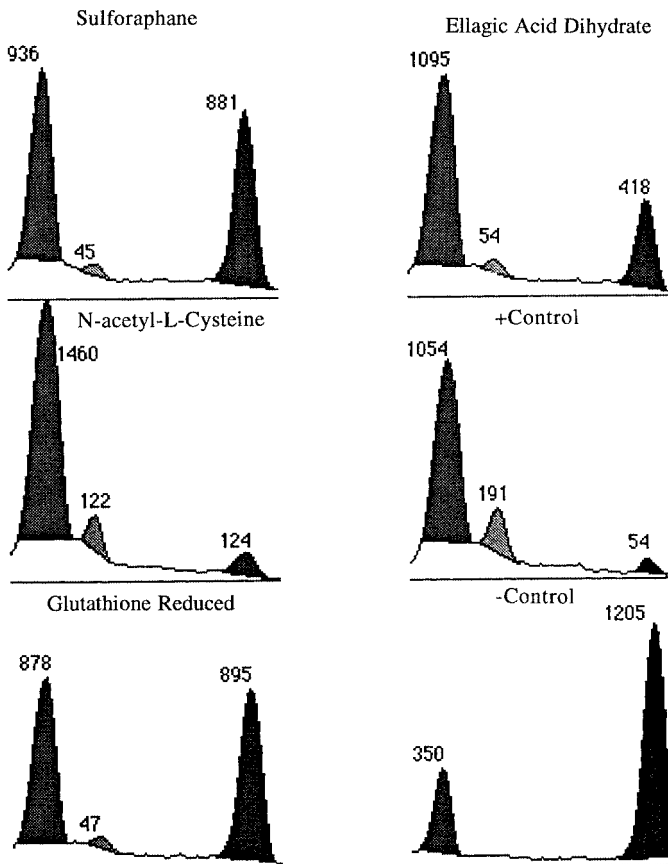 Sulforaphane
936
45
881
Ellagic Acid Dihydrate
1095
54
418
N-acetyl-L-Cysteine
1460
122
124
+Control
1054
191
54
Glutathione Reduced
878
47
895
-Control
350
1205